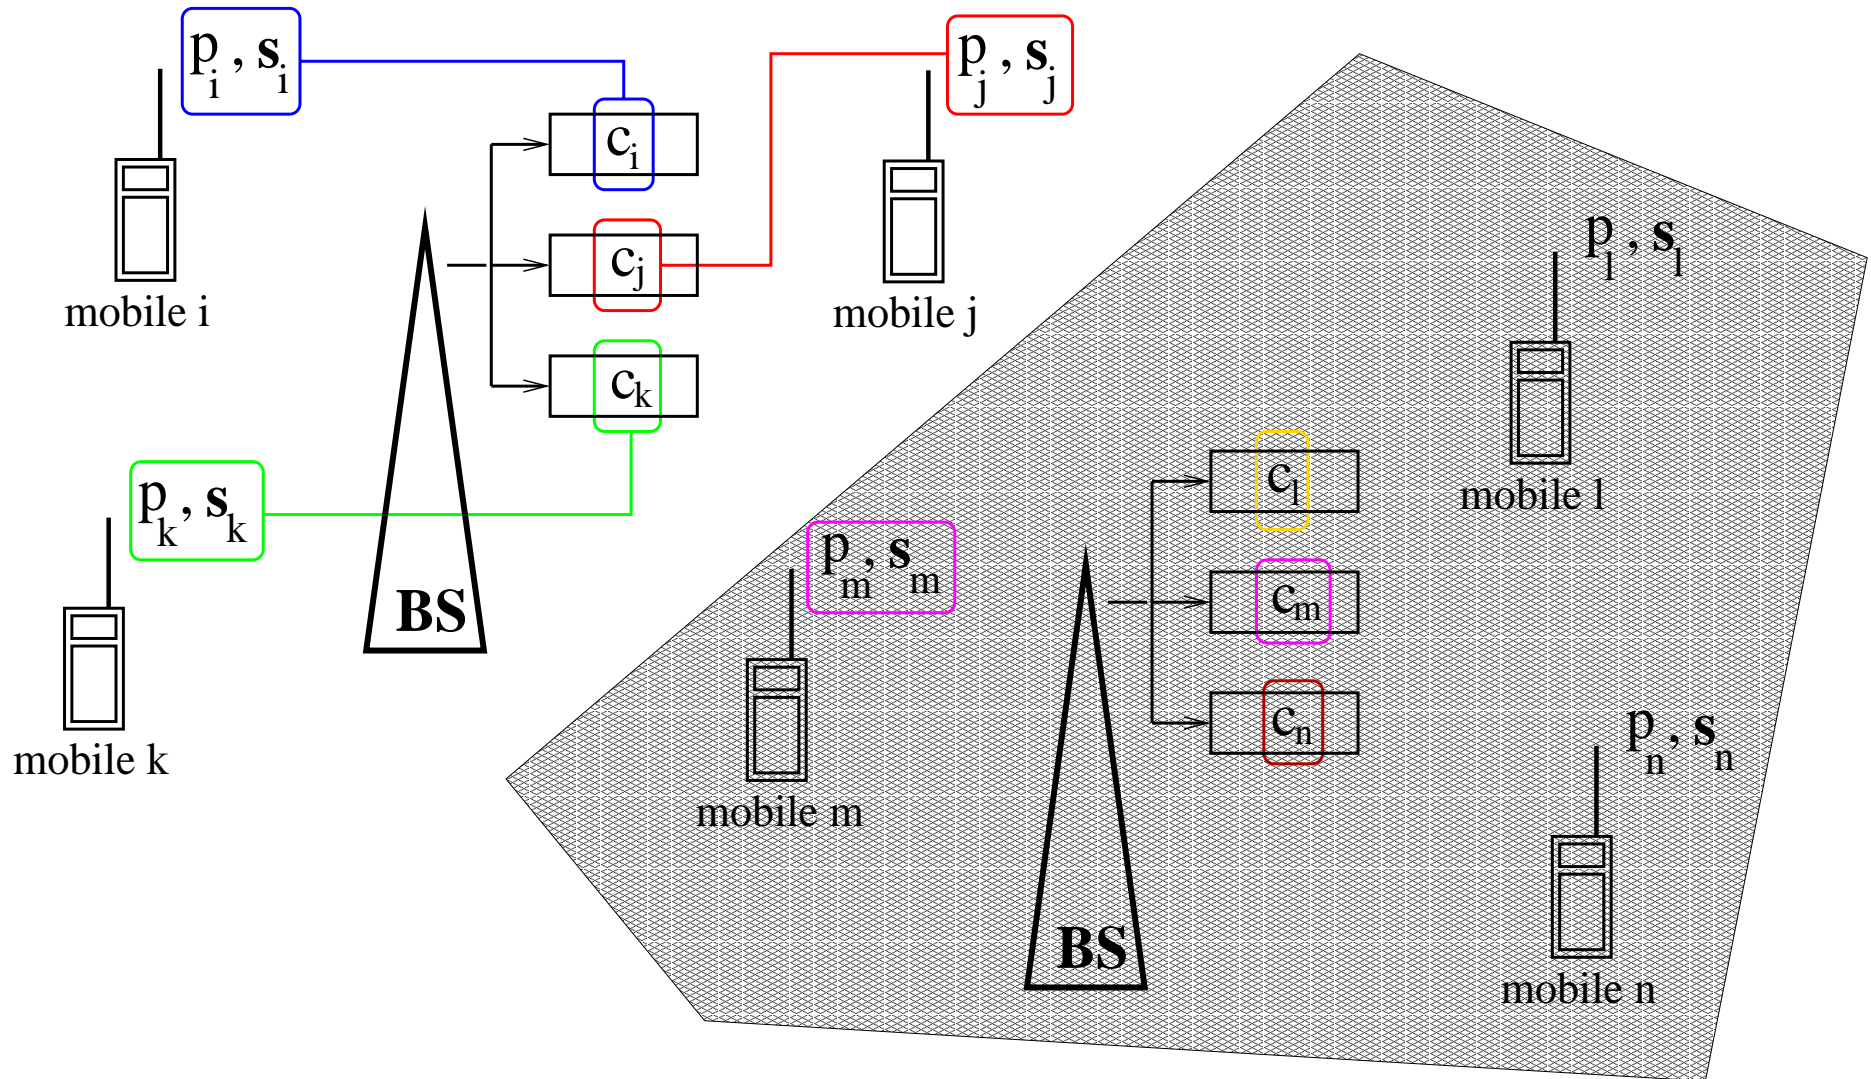 p_i, s_i
p_j, s_j
c_i
c_j
c_k
mobile i
mobile j
p_k, s_k
BS
mobile k
p_l, s_l
mobile l
c_l
p_m, s_m
c_m
c_n
mobile m
p_n, s_n
BS
mobile n